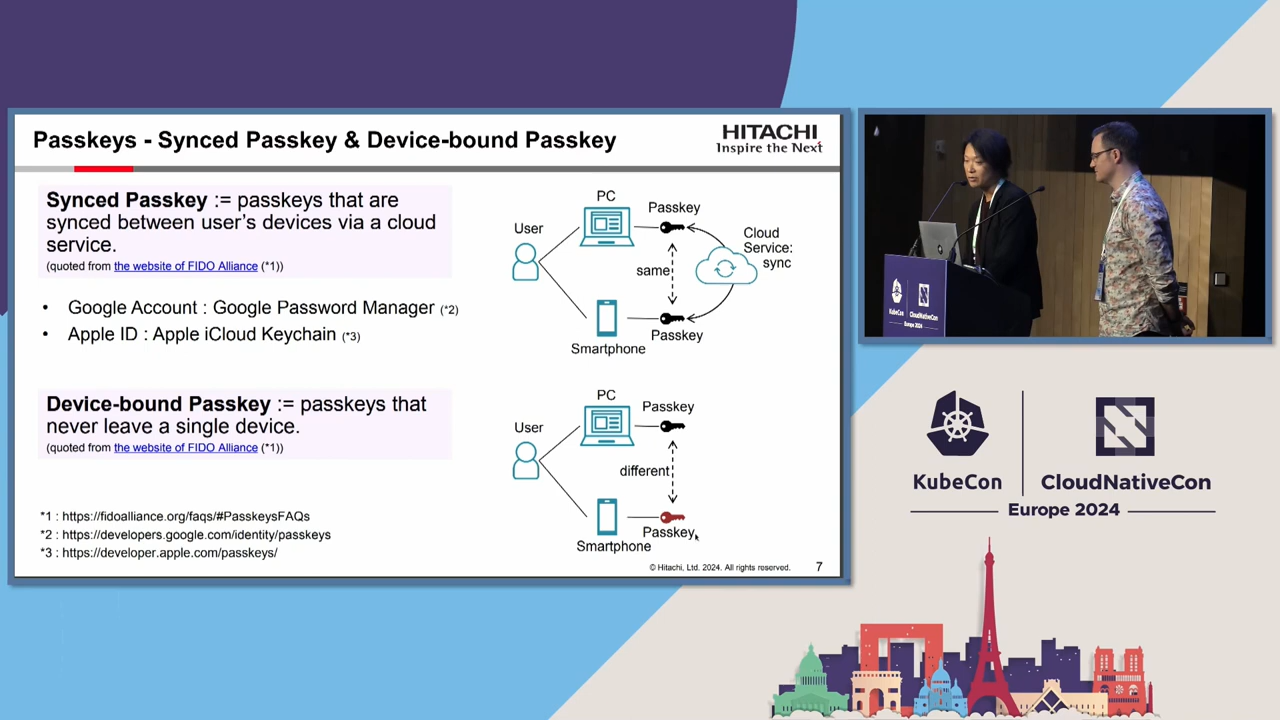 Passkeys - Synced Passkey & Device-bound Passkey
HITACHI
Inspire the Next
Synced Passkey := passkeys that are
synced between user's devices via a cloud
service.
(quoted from the website of FIDO Alliance (*1))
• Google Account : Google Password Manager (*2)
• Apple ID : Apple iCloud Keychain (*3)
User
PC
Passkey
same
Cloud
Service:
sync
Passkey
Smartphone
Device-bound Passkey := passkeys that
never leave a single device.
(quoted from the website of FIDO Alliance (*1))
User
PC
Passkey
different
Passkey
Smartphone
*1 : https://fidoalliance.org/faqs/#PasskeysFAQs
*2 : https://developers.google.com/identity/passkeys
*3 : https://developer.apple.com/passkeys/
© Hitachi, Ltd. 2024. All rights reserved.
7
KubeCon
CloudNativeCon
Europe 2024
KubeCon
CloudNativeCon
Europe 2024